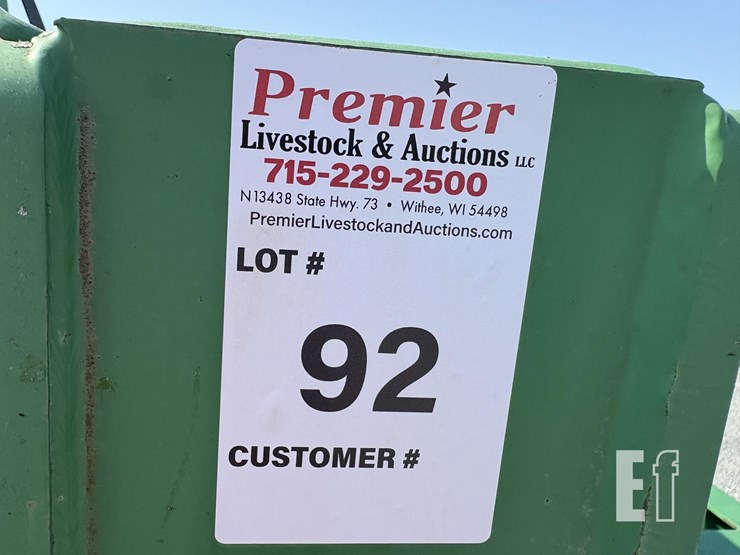 Premier
Livestock & Auctions LLC
715-229-2500
N13438 State Hwy. 73 • Withee, WI 54498
PremierLivestockandAuctions.com
LOT #
92
CUSTOMER #
Ef